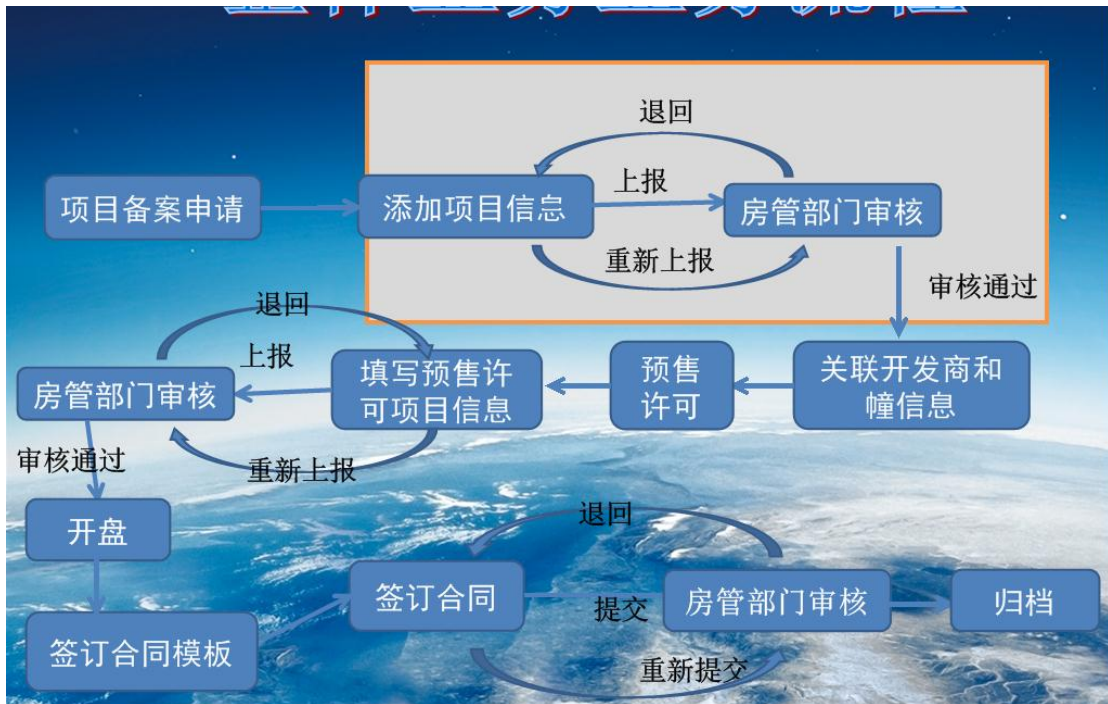 退回
上报
项目备案申请
添加项目信息
房管部门审核
重新上报
审核通过
退回
上报
房管部门审核
填写预售许
可项目信息
预售
许可
关联开发商和
幢信息
重新上报
审核通过
开盘
退回
签订合同
提交
房管部门审核
归档
签订合同模板
重新提交